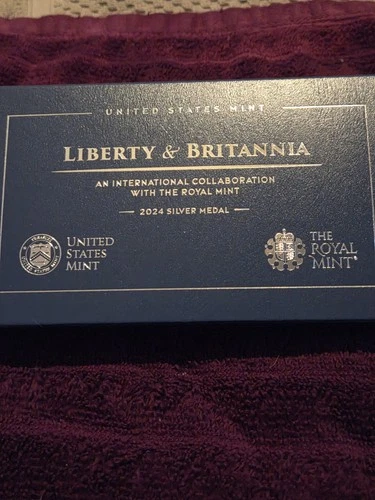 UNITED STATES MINT
LIBERTY & BRITANNIA
AN INTERNATIONAL COLLABORATION
WITH THE ROYAL MINT
2024 SILVER MEDAL
UNITED
STATES
MINT
THE
ROYAL
MINT®